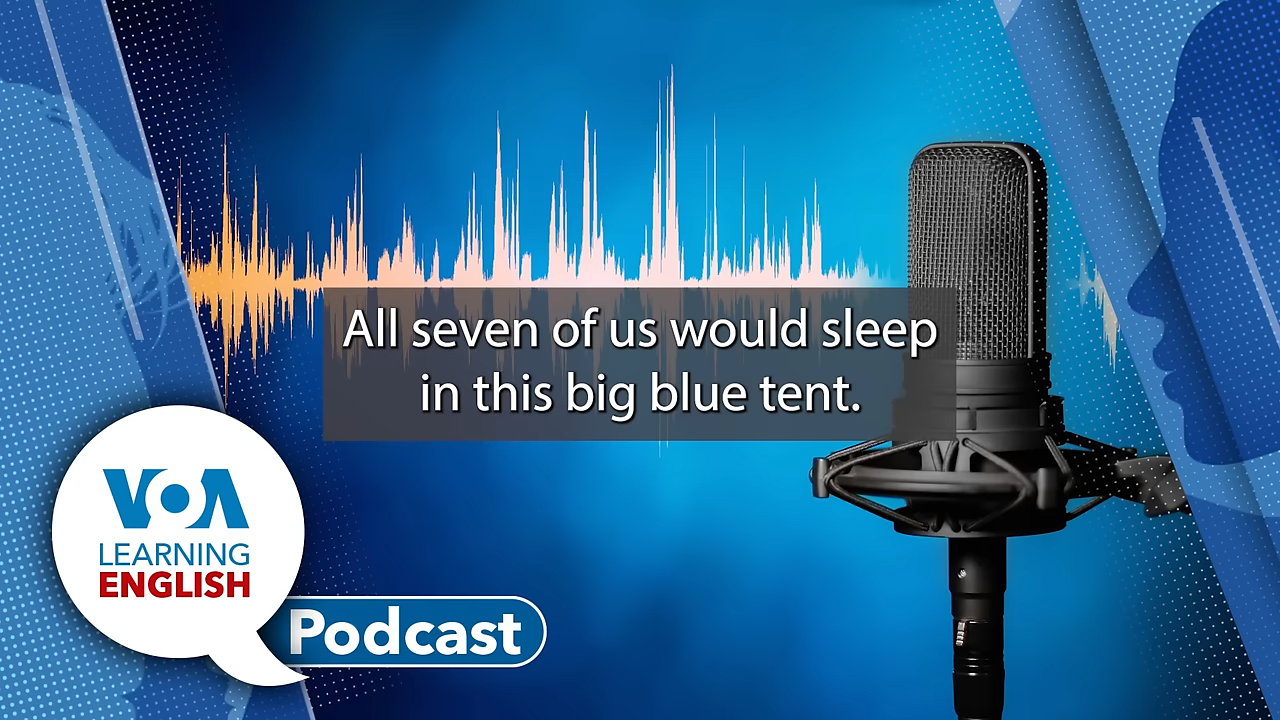 All seven of us would sleep
in this big blue tent.
VOA
LEARNING
ENGLISH
Podcast